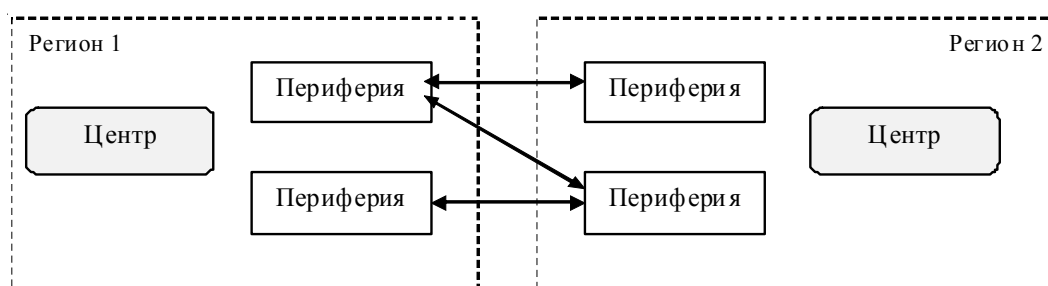 Регион 1
Регион 2
Периферия
Периферия
Центр
Центр
Периферия
Периферия